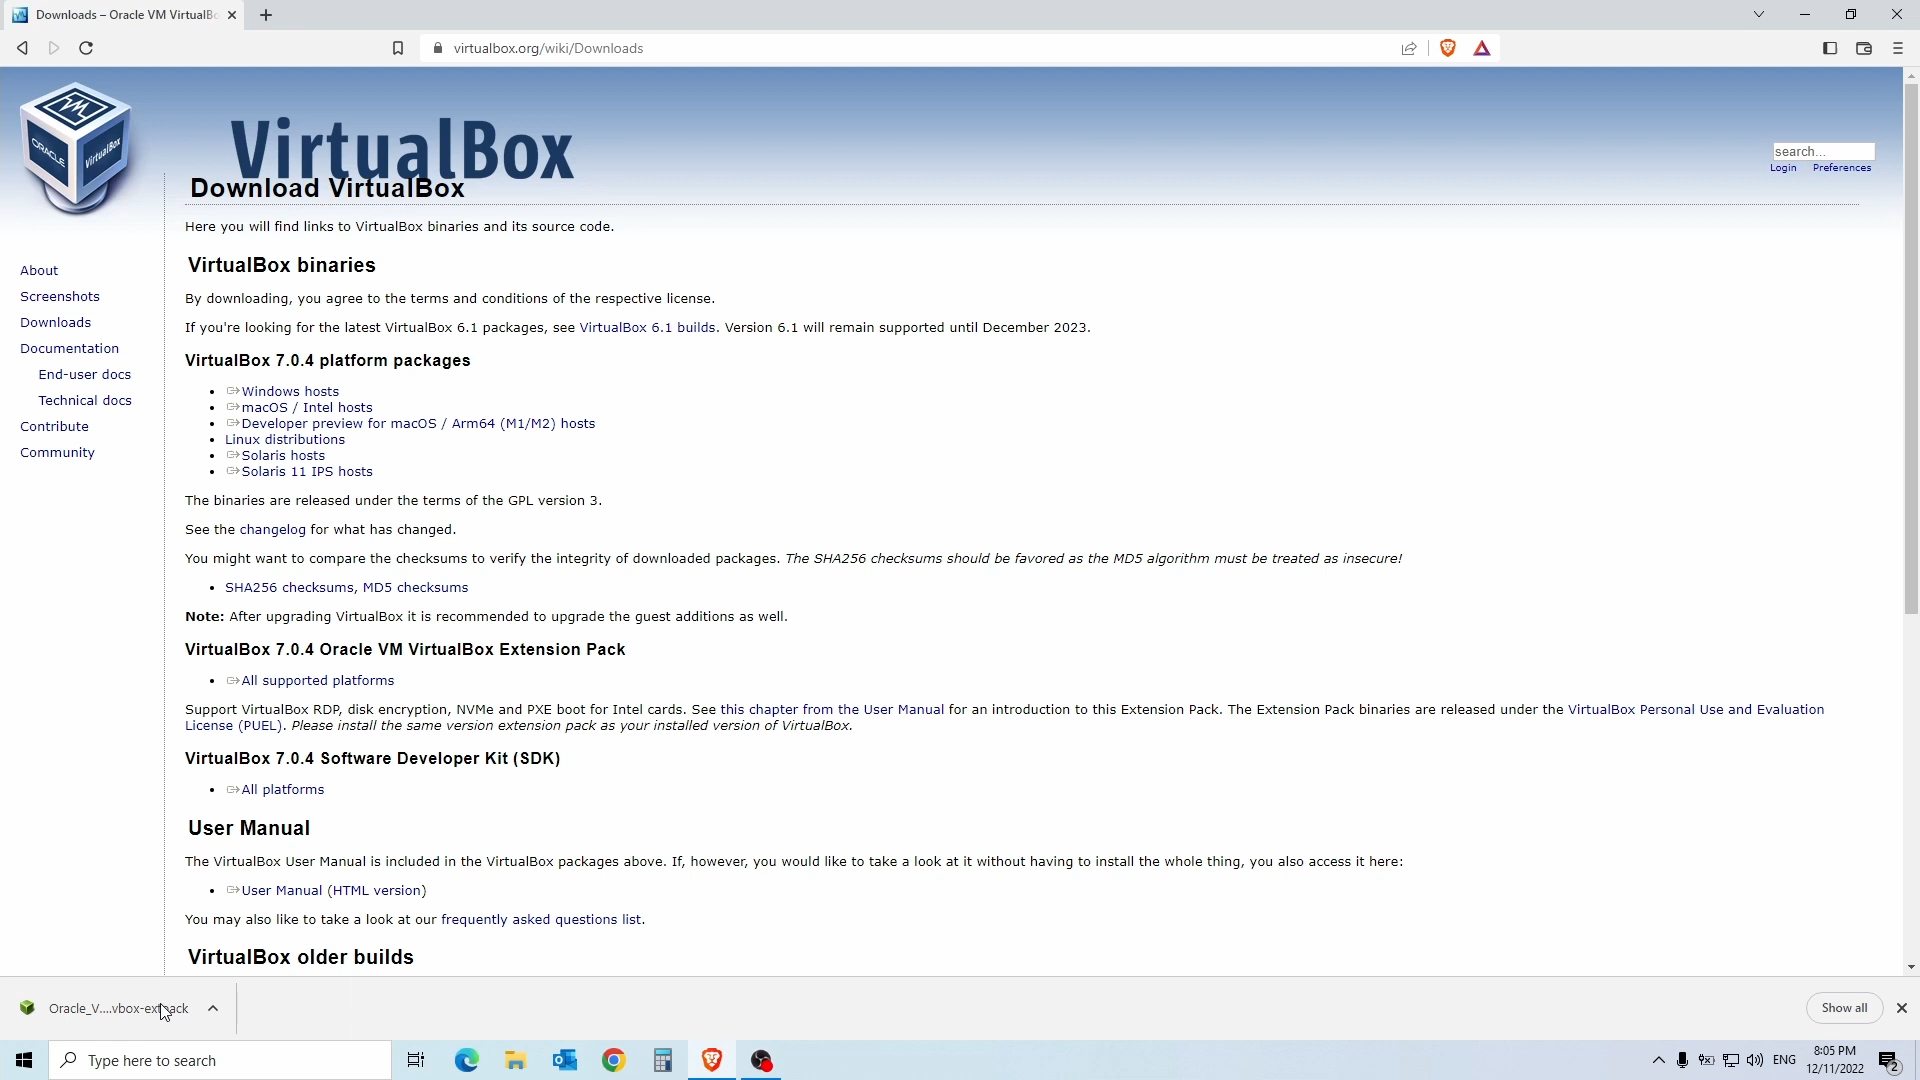 Downloads – Oracle VM VirtualBo
virtualbox.org/wiki/Downloads
ORACLE
VirtualBox
VirtualBox
search...
Login Preferences
Download VirtualBox
Here you will find links to VirtualBox binaries and its source code.
About
Screenshots
Downloads
Documentation
End-user docs
Technical docs
Contribute
Community
VirtualBox binaries
By downloading, you agree to the terms and conditions of the respective license.
If you're looking for the latest VirtualBox 6.1 packages, see VirtualBox 6.1 builds. Version 6.1 will remain supported until December 2023.
VirtualBox 7.0.4 platform packages
• Windows hosts
• macOS / Intel hosts
• Developer preview for macOS / Arm64 (M1/M2) hosts
• Linux distributions
• Solaris hosts
• Solaris 11 IPS hosts
The binaries are released under the terms of the GPL version 3.
See the changelog for what has changed.
You might want to compare the checksums to verify the integrity of downloaded packages. The SHA256 checksums should be favored as the MD5 algorithm must be treated as insecure!
• SHA256 checksums, MD5 checksums
Note: After upgrading VirtualBox it is recommended to upgrade the guest additions as well.
VirtualBox 7.0.4 Oracle VM VirtualBox Extension Pack
• All supported platforms
Support VirtualBox RDP, disk encryption, NVMe and PXE boot for Intel cards. See this chapter from the User Manual for an introduction to this Extension Pack. The Extension Pack binaries are released under the VirtualBox Personal Use and Evaluation
License (PUEL). Please install the same version extension pack as your installed version of VirtualBox.
VirtualBox 7.0.4 Software Developer Kit (SDK)
• All platforms
User Manual
The VirtualBox User Manual is included in the VirtualBox packages above. If, however, you would like to take a look at it without having to install the whole thing, you also access it here:
• User Manual (HTML version)
You may also like to take a look at our frequently asked questions list.
VirtualBox older builds
Oracle_V....vbox-extpack
Show all
Type here to search
ENG
8:05 PM
12/11/2022
2